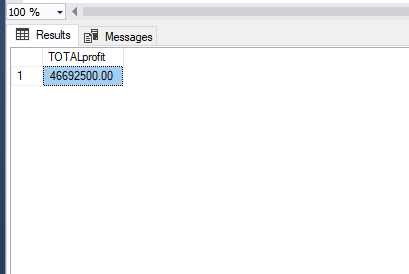 100 %
Results Messages
TOTALprofit
1 46692500.00